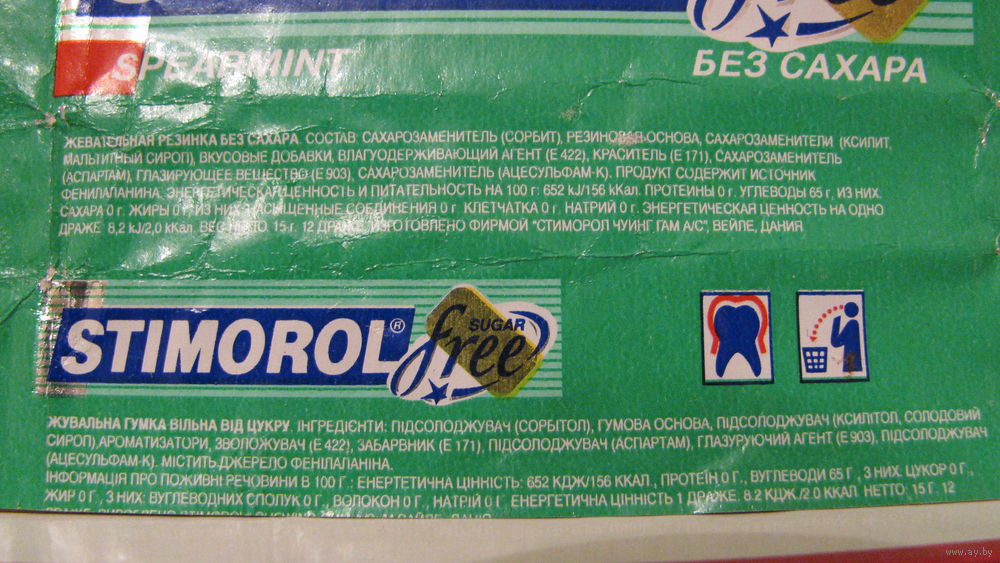 free
SPEARMINT
БЕЗ САХАРА
ЖЕВАТЕЛЬНАЯ РЕЗИНКА БЕЗ САХАРА. СОСТАВ: САХАРОЗАМЕНИТЕЛЬ (СОРБИТ), РЕЗИНОВАЯ ОСНОВА, САХАРОЗАМЕНИТЕЛИ (КСИЛИТ,
МАЛЬТИТНЫЙ СИРОП), ВКУСОВЫЕ ДОБАВКИ, ВЛАГУОДЕРЖИВАЮЩИЙ АГЕНТ (Е 422), КРАСИТЕЛЬ (Е 171), САХАРОЗАМЕНИТЕЛЬ
(АСПАРТАМ), ГЛАЗИРУЮЩЕЕ ВЕЩЕСТВО (Е 903), САХАРОЗАМЕНИТЕЛЬ (АЦЕСУЛЬФАМ-К). ПРОДУКТ СОДЕРЖИТ ИСТОЧНИК
ФЕНИЛАЛАНИНА. ЭНЕРГЕТИЧЕСКАЯ ЦЕННОСТЬ И ПИТАТЕЛЬНОСТЬ НА 100 г: 652 kJ/156 kКал. ПРОТЕИНЫ 0 г. УГЛЕВОДЫ 65 г, ИЗ НИХ
САХАРА 0 г. ЖИРЫ 0 г, ИЗ НИХ НАСЫЩЕННЫЕ СОЕДИНЕНИЯ 0 г. КЛЕТЧАТКА 0 г. НАТРИЙ 0 г. ЭНЕРГЕТИЧЕСКАЯ ЦЕННОСТЬ НА ОДНО
ДРАЖЕ 8,2 kJ/2,0 kКал. ВЕС НЕТТО 15 г. 12 ДРАЖЕ. ИЗГОТОВЛЕНО ФИРМОЙ "СТИМОРОЛ ЧУИНГ ГАМ А/С", ВЕЙЛЕ, ДАНИЯ
STIMOROL® SUGAR free
ЖУВАЛЬНА ГУМКА ВІЛЬНА ВІД ЦУКРУ. ІНГРЕДІЄНТИ: ПІДСОЛОДЖУВАЧ (СОРБІТОЛ), ГУМОВА ОСНОВА, ПІДСОЛОДЖУВАЧ (КСИЛІТОЛ, СОЛОДОВИЙ
СИРОП), АРОМАТИЗАТОРИ, ЗВОЛОЖУВАЧ (Е 422), ЗАБАРВНИК (Е 171), ПІДСОЛОДЖУВАЧ (АСПАРТАМ), ГЛАЗУРУЮЧИЙ АГЕНТ (Е 903), ПІДСОЛОДЖУВАЧ
(АЦЕСУЛЬФАМ-К). МІСТИТЬ ДЖЕРЕЛО ФЕНІЛАЛАНІНА.
ІНФОРМАЦІЯ ПРО ПОЖИВНІ РЕЧОВИНИ В 100 Г.: ЕНЕРТЕТИЧНА ЦІННІСТЬ: 652 КДЖ/156 ККАЛ., ПРОТЕЇН 0 Г., ВУГЛЕВОДИ 65 Г, З НИХ: ЦУКОР 0 Г.,
ЖИР 0 Г, З НИХ: ВУГЛЕВОДНИХ СПОЛУК 0 Г, ВОЛОКОН 0 Г., НАТРІЙ 0 Г. ЕНЕРГЕТИЧНА ЦІННІСТЬ 1 ДРАЖЕ. 8.2 КДЖ./2.0 ККАЛ. НЕТТО: 15 Г. 12
www.ay.by